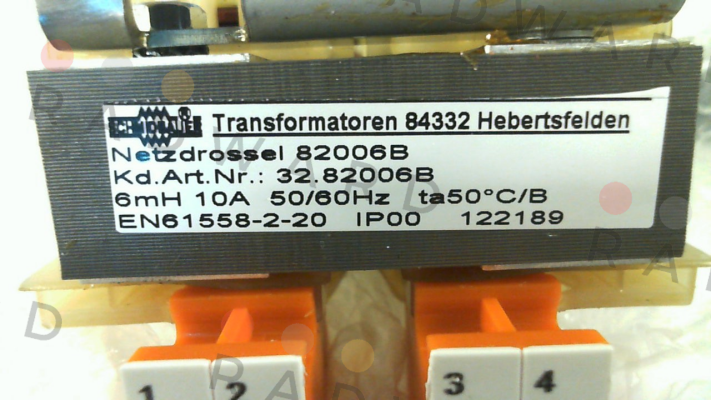 Transformatoren 84332 Hebertsfelden
Netzdrossel 82006B
Kd.Art.Nr.: 32.82006B
6mH 10A 50/60Hz ta50°C/B
EN61558-2-20 IP00 122189
1 2 3 4